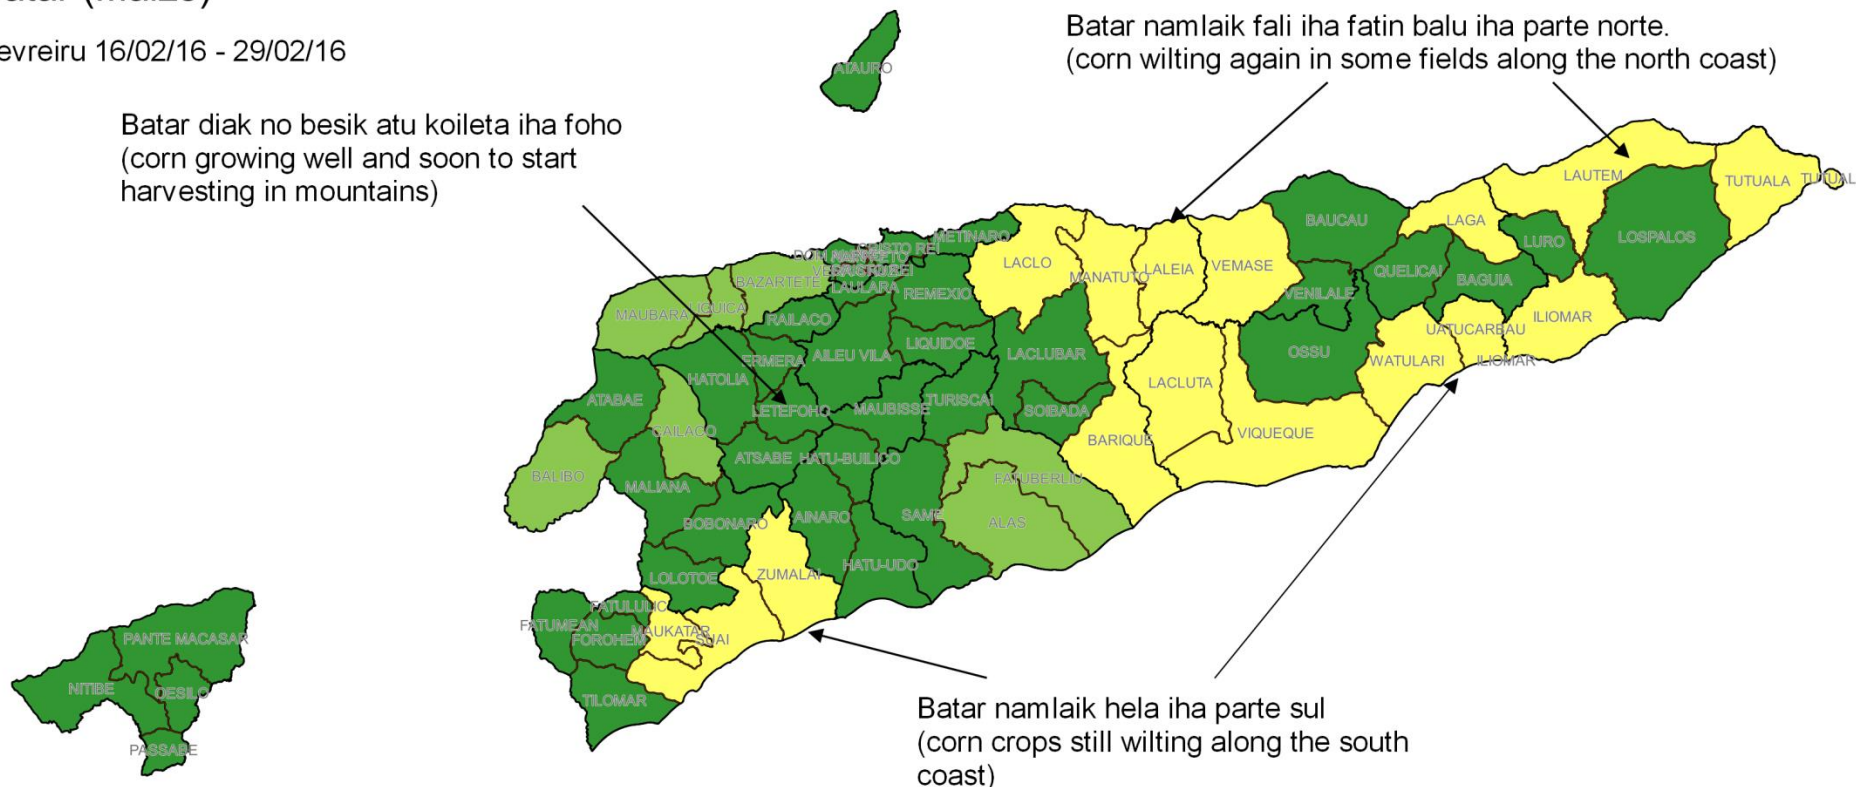 evreiru 16/02/16 - 29/02/16
Batar namlaik fali iha fatin balu iha parte norte.
(corn wilting again in some fields along the north coast)
Batar diak no besik atu koileta iha foho
(corn growing well and soon to start
harvesting in mountains)
ATAURO
LAUTEM
TUTUALA
TUTUAL
LAGA
BAUCAU
LURO
LOSPALOS
METINARO
CRISTO REI
LACLO
MANATUTO
LALEIA
VEMASE
QUELICAI
BAGUIA
VENILALE
BAZARTETE
LAULARA
REMEXIO
MAUBARA
LIQUICA
RAILACO
ILIOMAR
UATUCARBAU
ERMERA
AILEU VILA
LIQUIDOE
LACLUBAR
OSSU
WATULARI
ILIOMAR
HATOLIA
LACLUTA
ATABAE
LETEFOHO
MAUBISSE
TURISCAI
SOIBADA
CAILACO
BARIQUE
VIQUEQUE
ATSABE
HATU-BUILICO
BALIBO
MALIANA
FATUBERLIU
BOBONARO
AINARO
SAME
ALAS
LOLOTOE
ZUMALAI
HATU-UDO
FATULULIC
FATUMEAN
FOROHEM
MAUKATAR
SUAI
PANTE MACASAR
NITIBE
OESILO
TILOMAR
PASSABE
Batar namlaik hela iha parte sul
(corn crops still wilting along the south
coast)